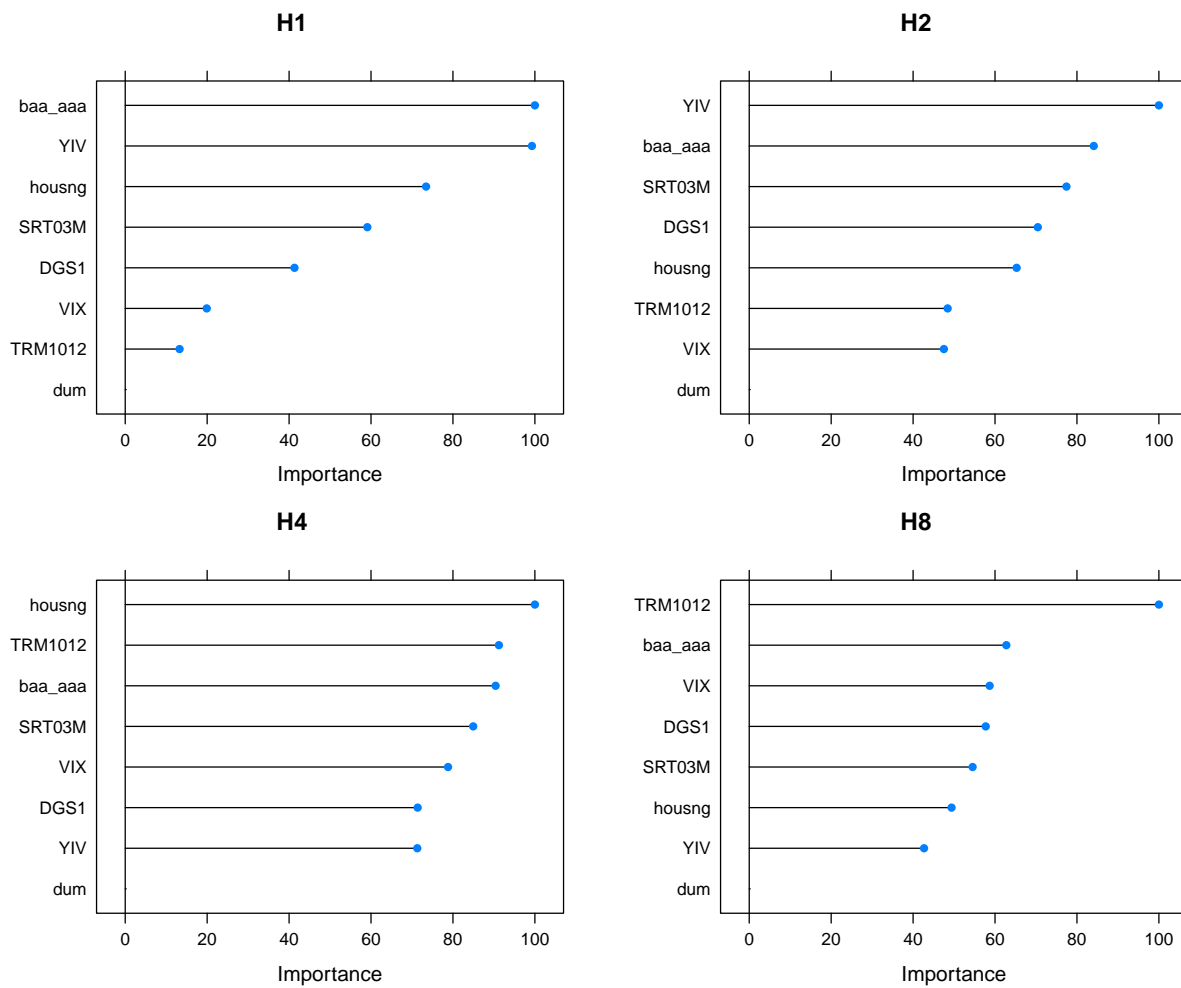 H1
baa_aaa
YIV
housng
SRT03M
DGS1
VIX
TRM1012
dum
0 20 40 60 80 100
Importance
H2
YIV
baa_aaa
SRT03M
DGS1
housng
TRM1012
VIX
dum
0 20 40 60 80 100
Importance
H4
housng
TRM1012
baa_aaa
SRT03M
VIX
DGS1
YIV
dum
0 20 40 60 80 100
Importance
H8
TRM1012
baa_aaa
VIX
DGS1
SRT03M
housng
YIV
dum
0 20 40 60 80 100
Importance